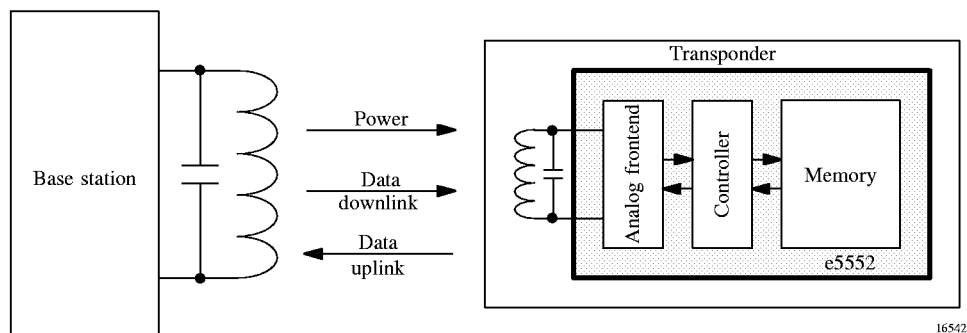 Transponder
Base station
Power
Data
downlink
Data
uplink
Analog frontend
Controller
Memory
e5552
16542